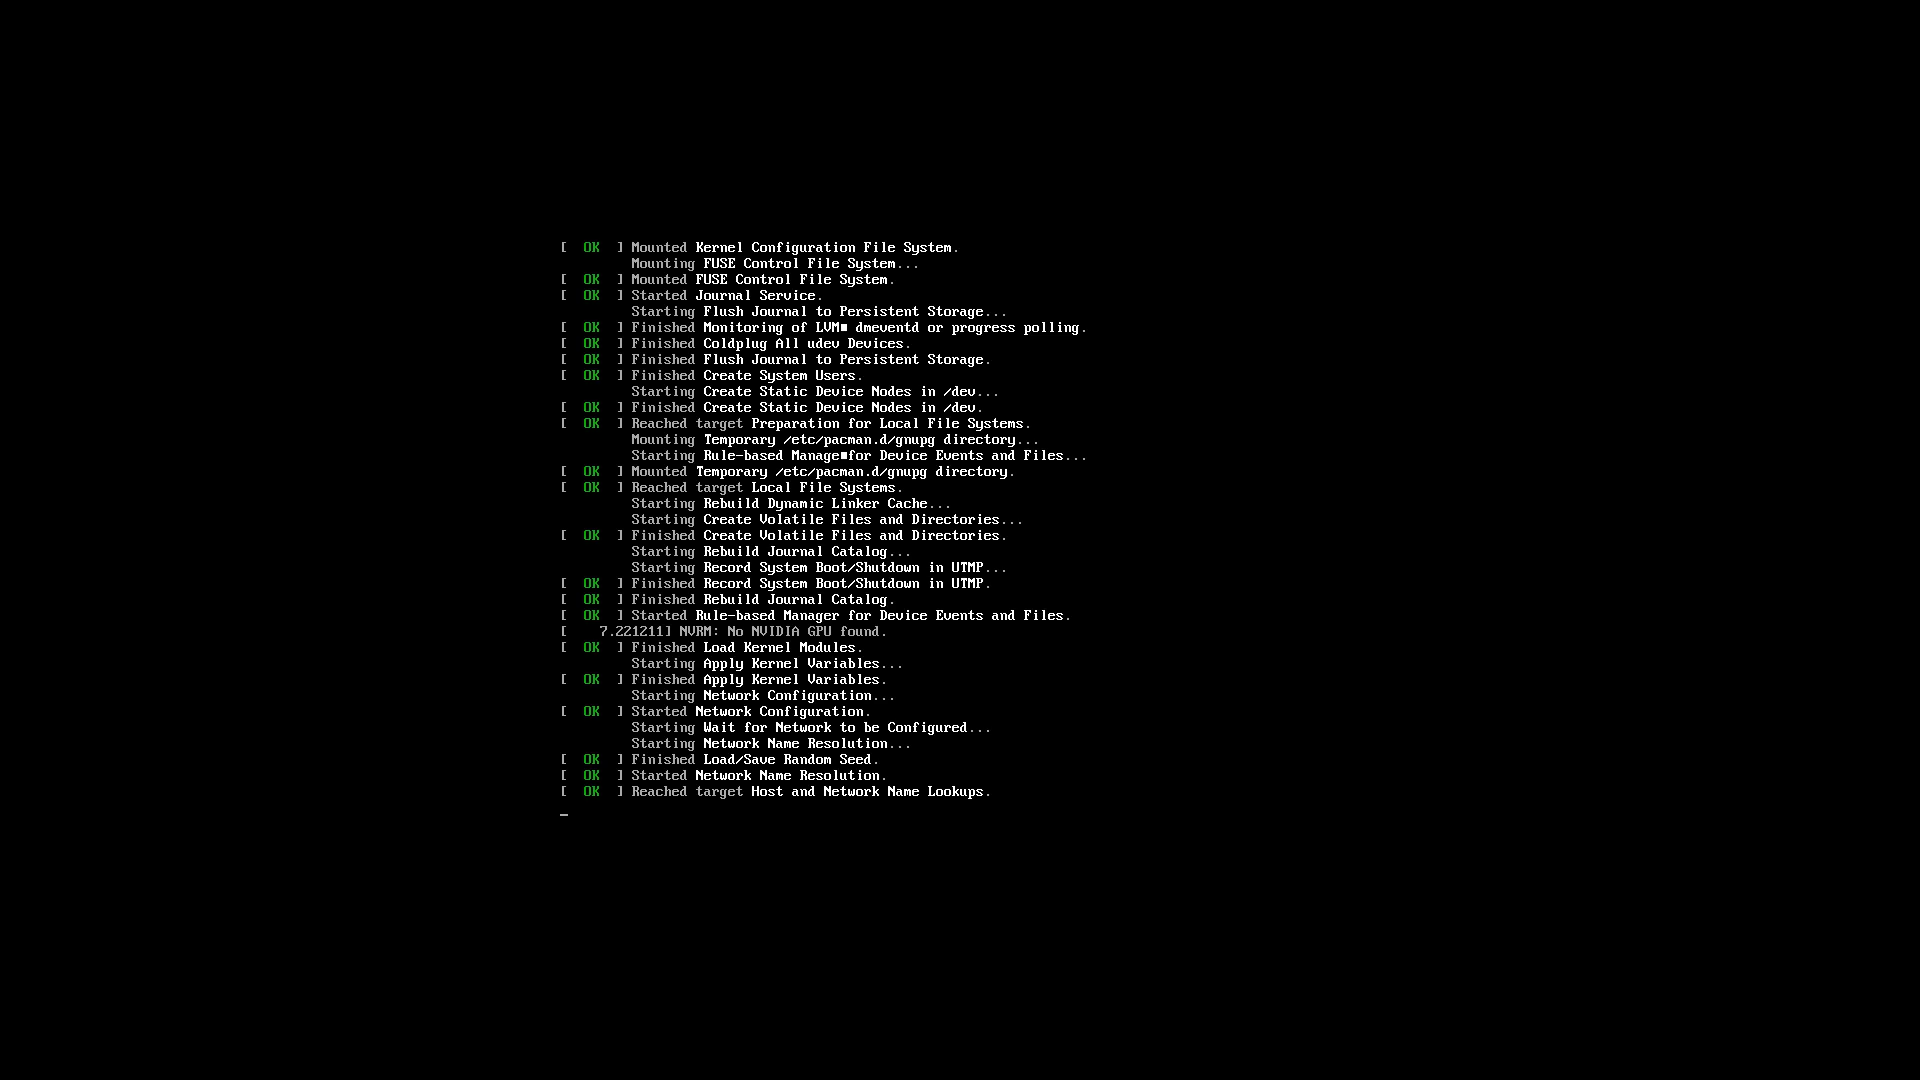 [  OK  ] Mounted Kernel Configuration File System.
         Mounting FUSE Control File System...
[  OK  ] Mounted FUSE Control File System.
[  OK  ] Started Journal Service.
         Starting Flush Journal to Persistent Storage...
[  OK  ] Finished Monitoring of LVM■ dmeventd or progress polling.
[  OK  ] Finished Coldplug All udev Devices.
[  OK  ] Finished Flush Journal to Persistent Storage.
[  OK  ] Finished Create System Users.
         Starting Create Static Device Nodes in /dev...
[  OK  ] Finished Create Static Device Nodes in /dev.
[  OK  ] Reached target Preparation for Local File Systems.
         Mounting Temporary /etc/pacman.d/gnupg directory...
         Starting Rule-based Manage■for Device Events and Files...
[  OK  ] Mounted Temporary /etc/pacman.d/gnupg directory.
[  OK  ] Reached target Local File Systems.
         Starting Rebuild Dynamic Linker Cache...
         Starting Create Volatile Files and Directories...
[  OK  ] Finished Create Volatile Files and Directories.
         Starting Rebuild Journal Catalog...
         Starting Record System Boot/Shutdown in UTMP...
[  OK  ] Finished Record System Boot/Shutdown in UTMP.
[  OK  ] Finished Rebuild Journal Catalog.
[  OK  ] Started Rule-based Manager for Device Events and Files.
[    7.221211] NVRM: No NVIDIA GPU found.
[  OK  ] Finished Load Kernel Modules.
         Starting Apply Kernel Variables...
[  OK  ] Finished Apply Kernel Variables.
         Starting Network Configuration...
[  OK  ] Started Network Configuration.
         Starting Wait for Network to be Configured...
         Starting Network Name Resolution...
[  OK  ] Finished Load/Save Random Seed.
[  OK  ] Started Network Name Resolution.
[  OK  ] Reached target Host and Network Name Lookups.
_